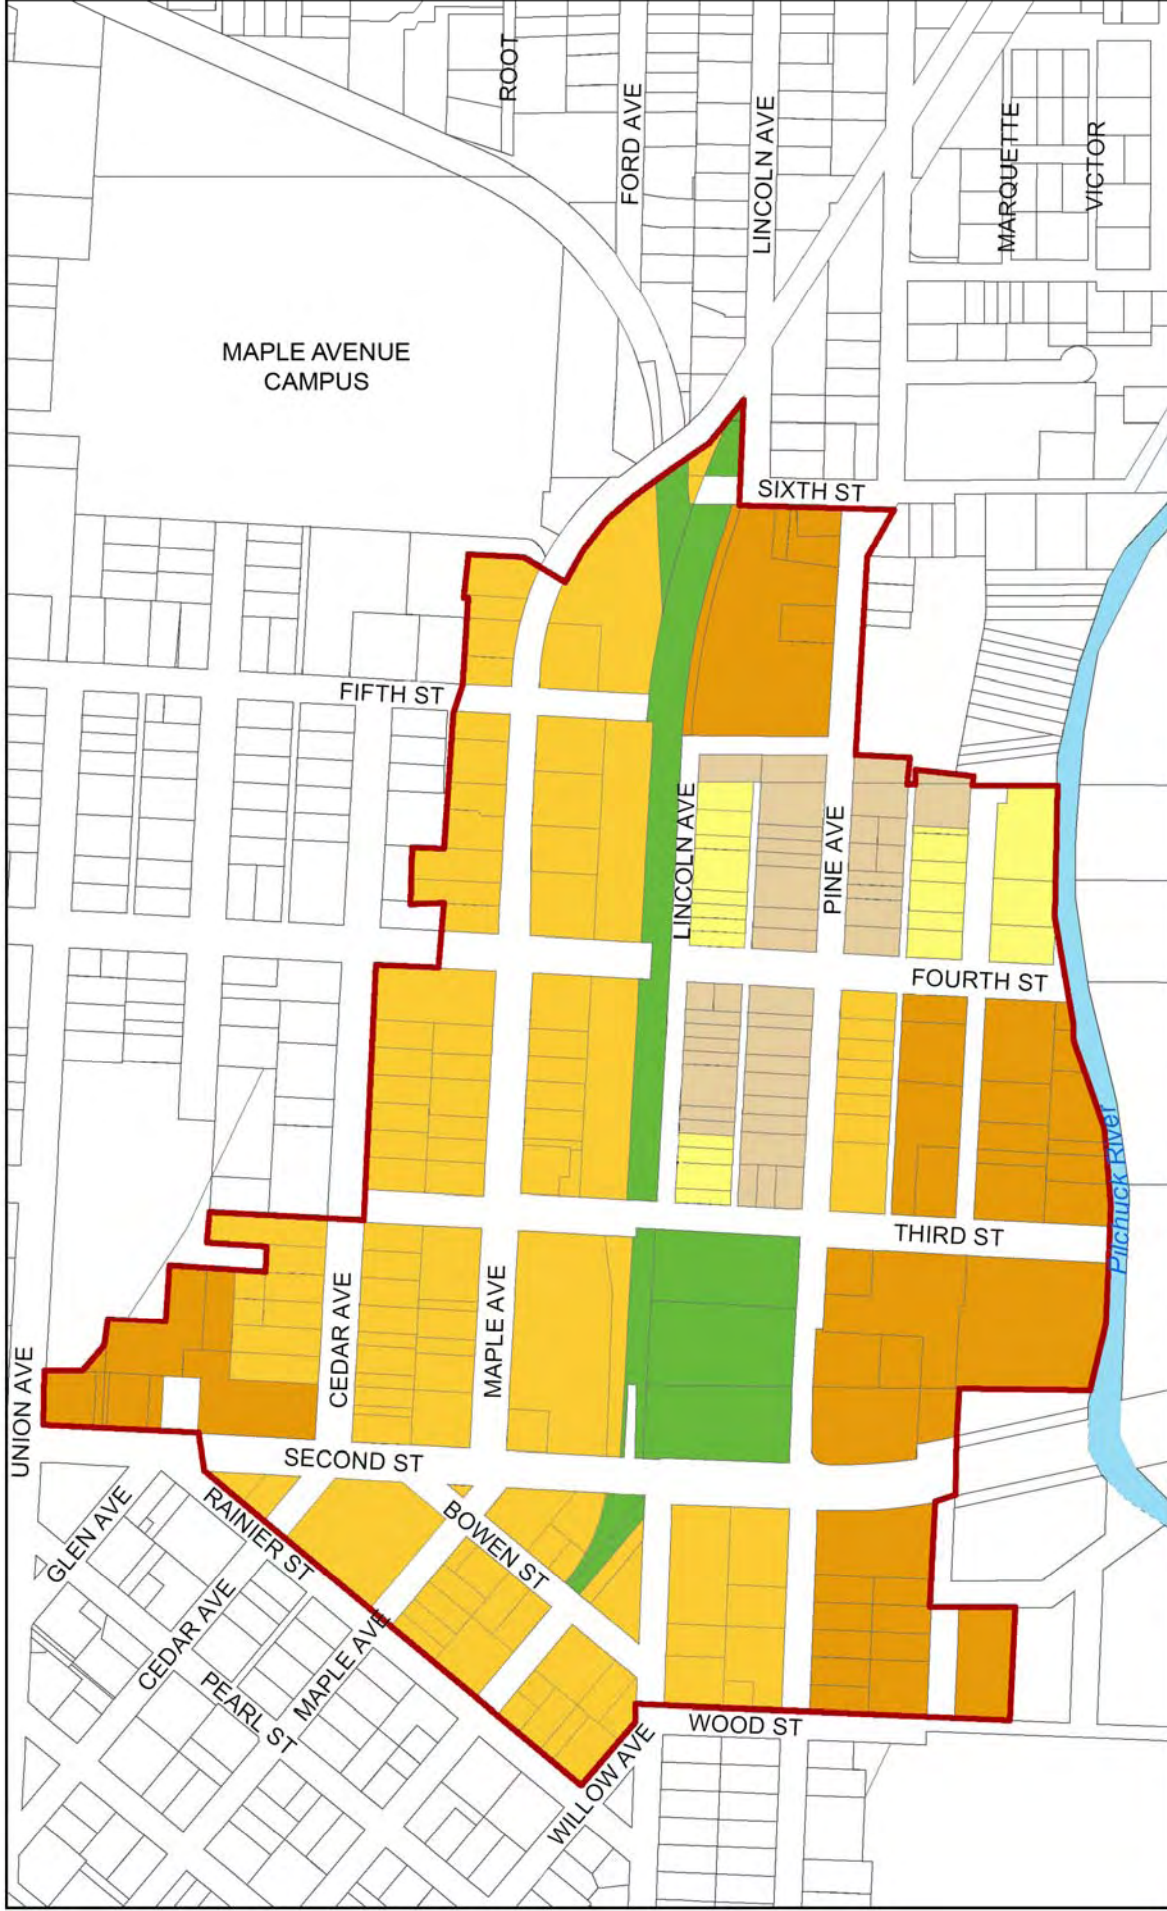 ROOT
FORD AVE
LINCOLN AVE
MARQUETTE
VICTOR
MAPLE AVENUE
CAMPUS
SIXTH ST
FIFTH ST
LINCOLN AVE
PINE AVE
FOURTH ST
Pilchuck River
THIRD ST
CEDAR AVE
MAPLE AVE
UNION AVE
SECOND ST
GLEN AVE
RAINIER ST
BOWEN ST
CEDAR AVE
MAPLE AVE
PEARL ST
WOOD ST
WILLOW AVE